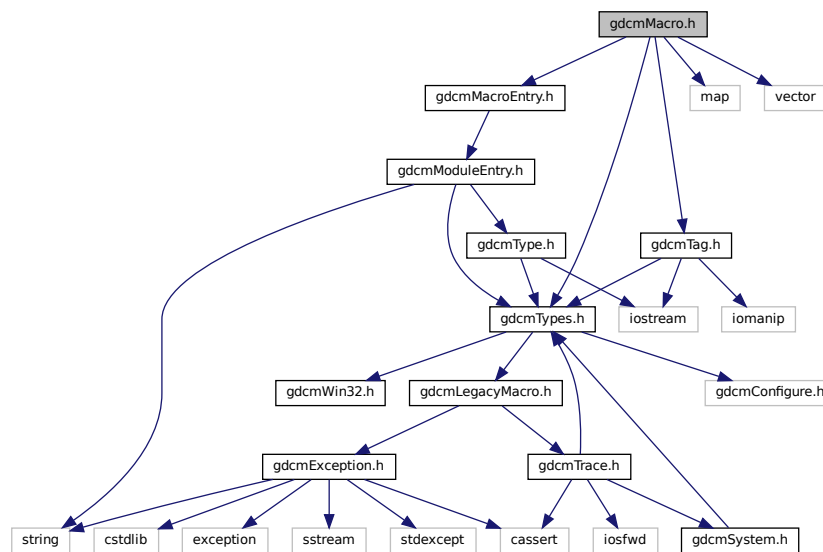 gdcmMacro.h
gdcmMacroEntry.h
map
vector
gdcmModuleEntry.h
gdcmType.h
gdcmTag.h
gdcmTypes.h
iostream
iomanip
gdcmWin32.h
gdcmLegacyMacro.h
gdcmConfigure.h
gdcmException.h
gdcmTrace.h
string
cstdlib
exception
sstream
stdexcept
cassert
iosfwd
gdcmSystem.h